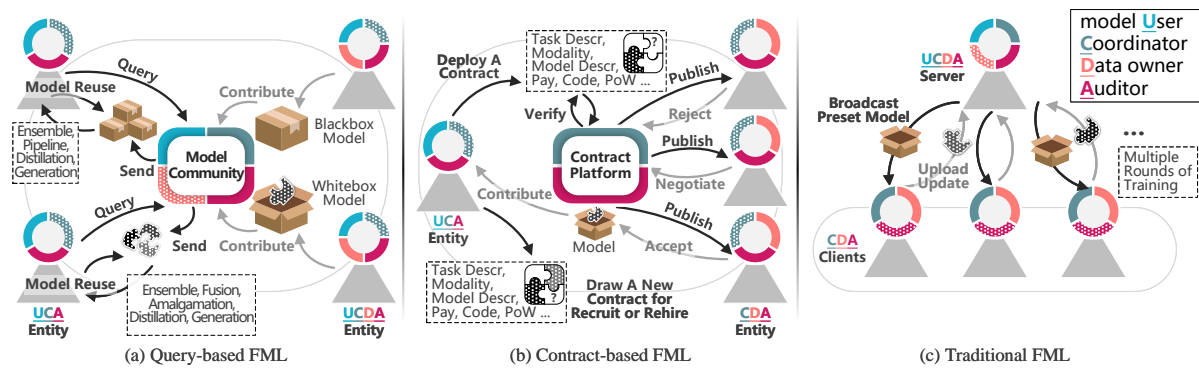 Query
Model Reuse
Ensemble,
Pipeline,
Distillation,
Generation
Send
Contribute
Blackbox
Model
Model
Community
Whitebox
Model
Query
Send
Contribute
Model Reuse
Ensemble, Fusion,
Amalgamation,
Distillation, Generation
UCA
Entity
UCDA
Entity
(a) Query-based FML
Deploy A
Contract
Task Descr,
Modality,
Model Descr,
Pay, Code, PoW ...
?
Verify
Publish
Reject
Contract
Platform
Publish
Negotiate
Contribute
Publish
Model
Accept
UCA
Entity
Task Descr,
Modality,
Model Descr,
Pay, Code, PoW ...
?
Draw A New
Contract for
Recruit or Rehire
CDA
Entity
(b) Contract-based FML
UCDA
Server
model User
Coordinator
Data owner
Auditor
Broadcast
Preset Model
Upload
Update
...
Multiple
Rounds of
Training
CDA
Clients
(c) Traditional FML